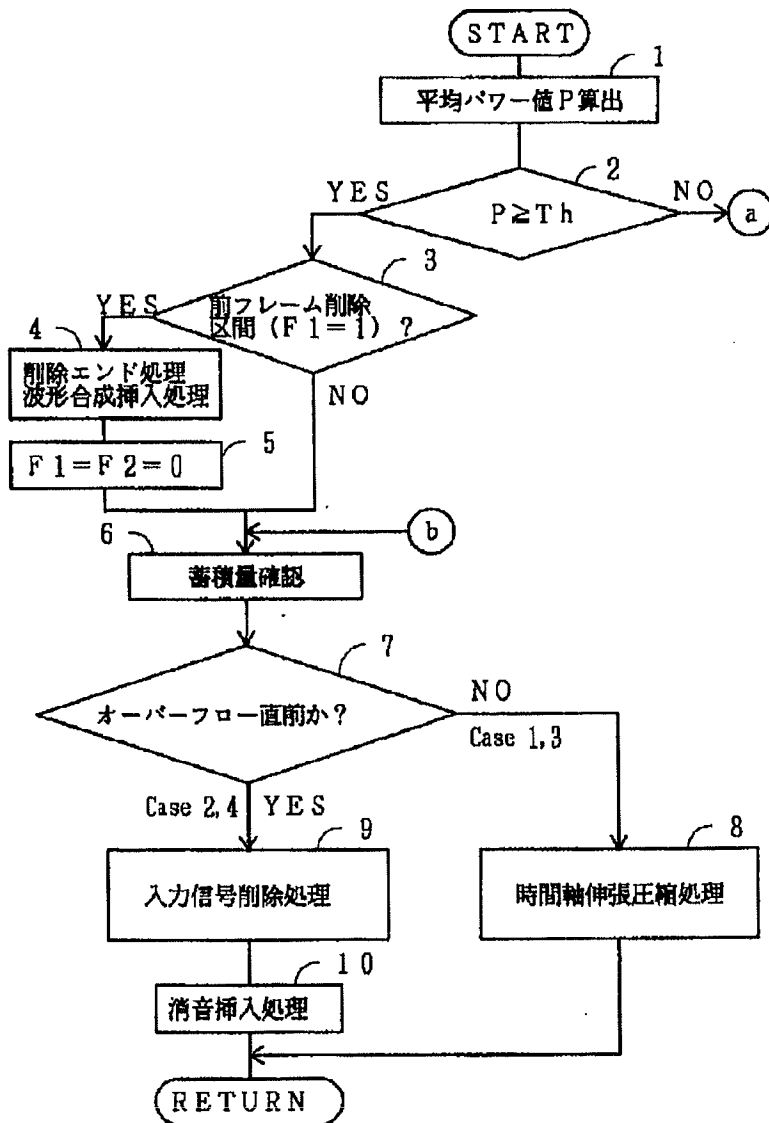 START
1
平均パワー値P算出
2
YES
NO
P≧Th
a
3
YES
前フレーム削除
区間(F1=1)?
4
削除エンド処理
波形合成挿入処理
NO
5
F1=F2=0
b
6
蓄積量確認
7
オーバーフロー直前か?
NO
Case 1,3
Case 2,4 YES
9
8
入力信号削除処理
時間軸伸張圧縮処理
10
消音挿入処理
RETURN